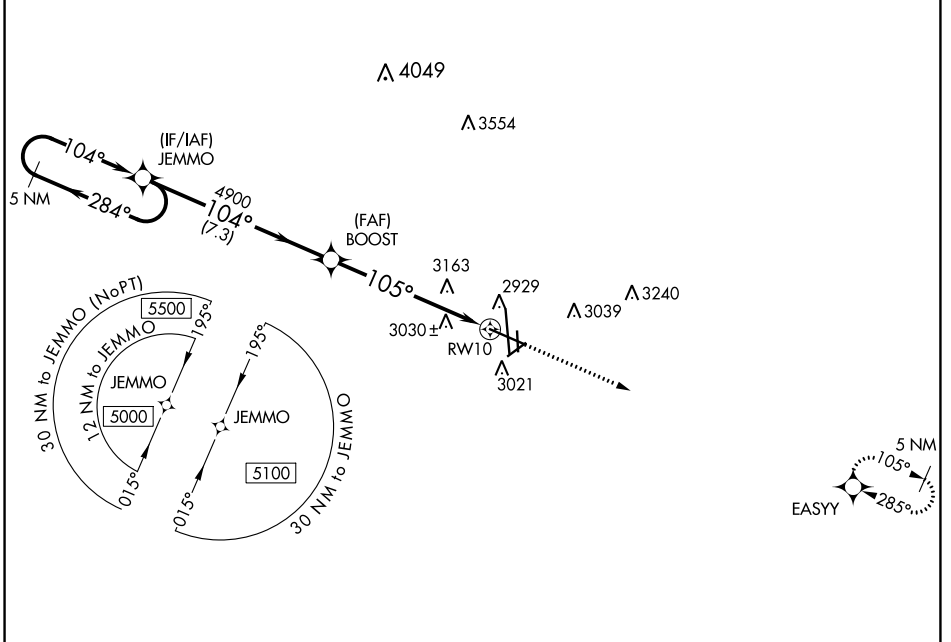 4049
3554
(IF/IAF)
JEMMO
104°
5 NM
284°
4900
104°
(7.3)
(FAF)
BOOST
105°
3163
2929
3240
3039
3030±
RW10
3021
30 NM to JEMMO (NoPT)
5500
195°
12 NM to JEMMO
JEMMO
5000
015°
195°
JEMMO
5100
015°
30 NM to JEMMO
5 NM
105°
285°
EASYY